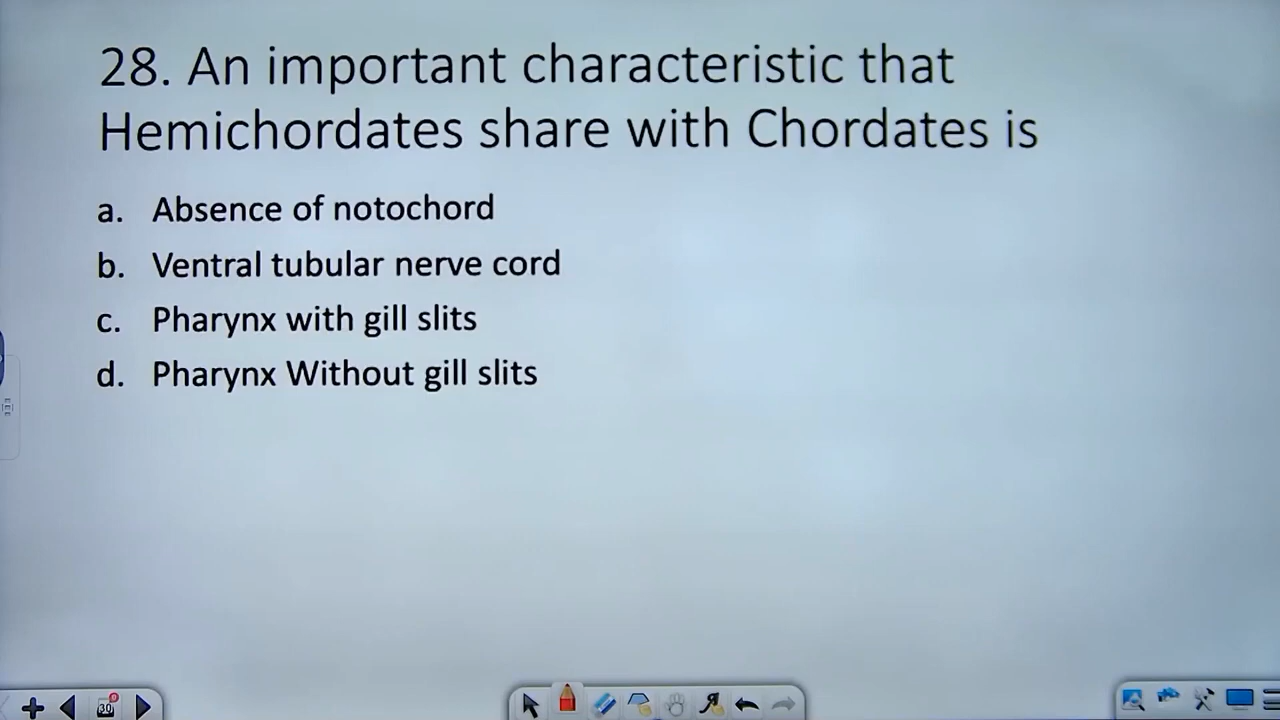 28. An important characteristic that
Hemichordates share with Chordates is
a. Absence of notochord
b. Ventral tubular nerve cord
c. Pharynx with gill slits
d. Pharynx Without gill slits
30